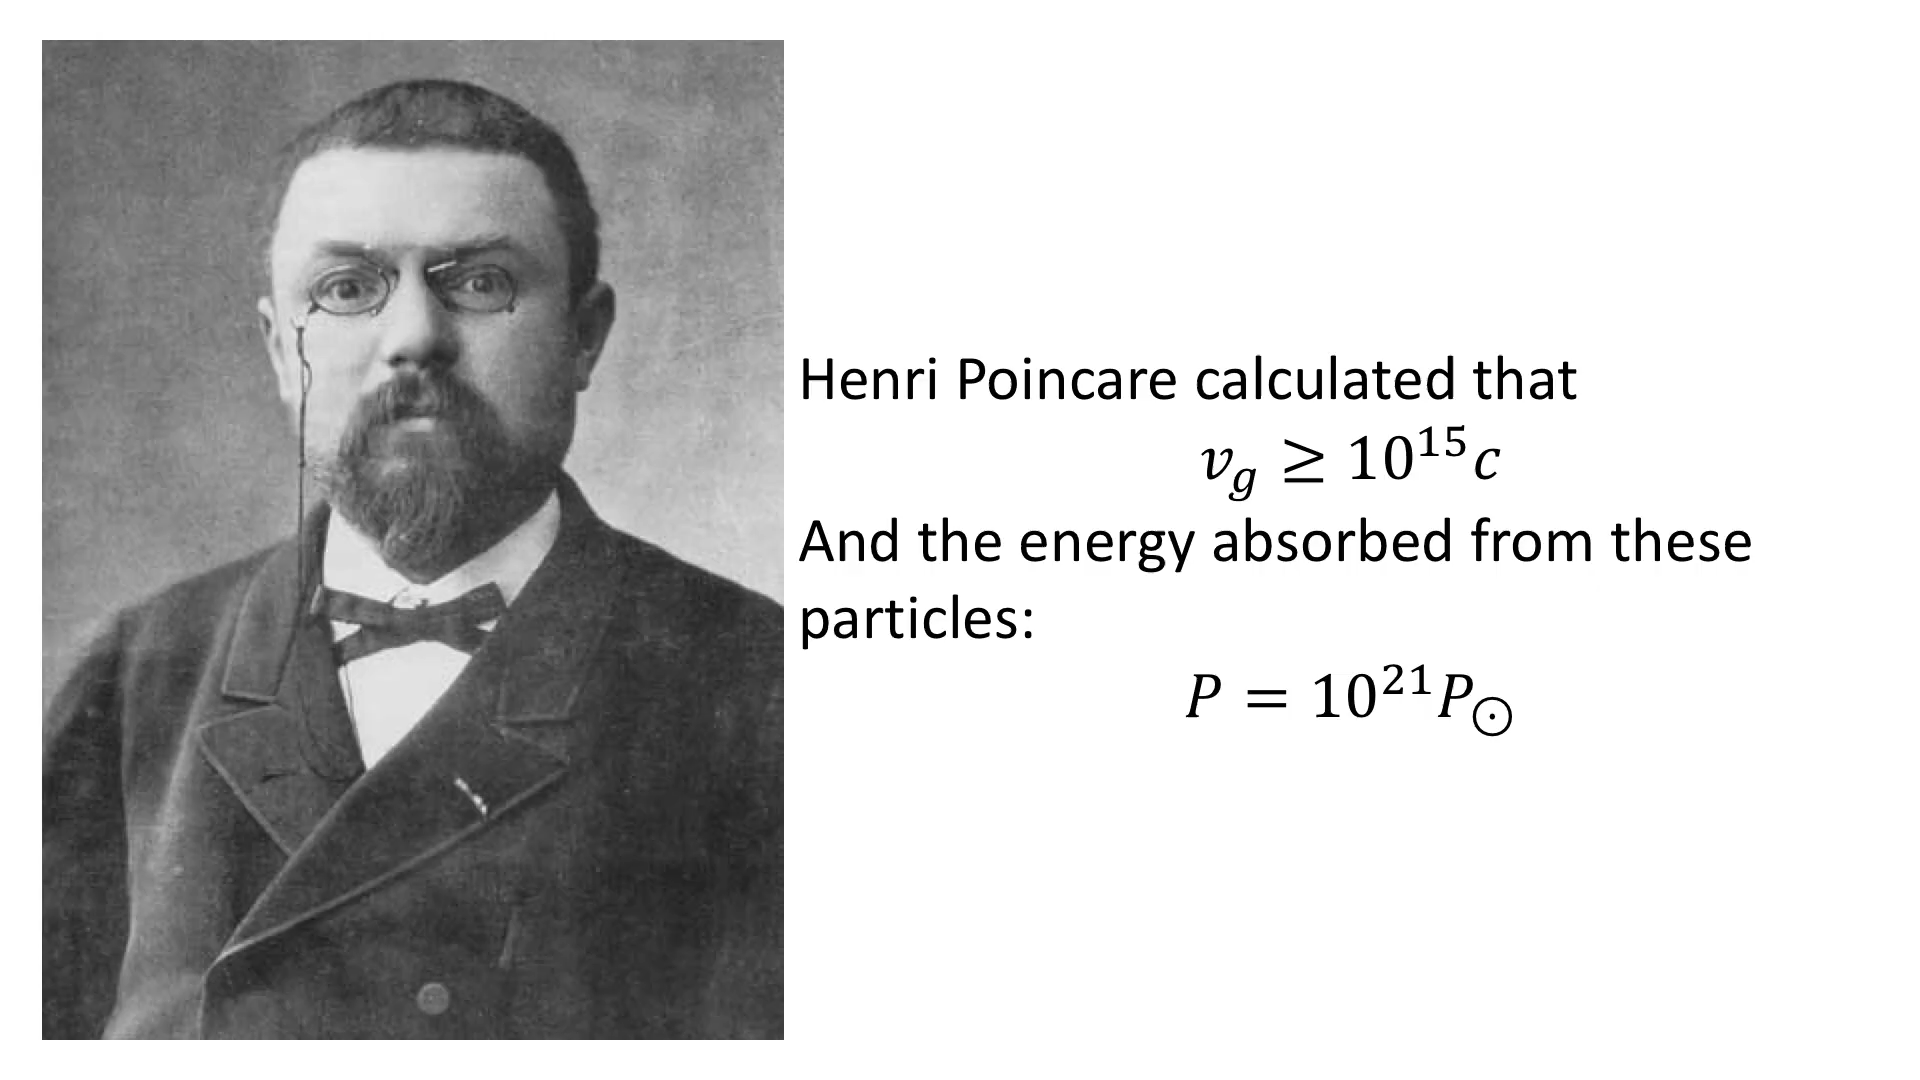 Henri Poincare calculated that
𝑣_𝑔 ≥ 10^15 𝑐
And the energy absorbed from these
particles:
𝑃 = 10^21 𝑃_⊙